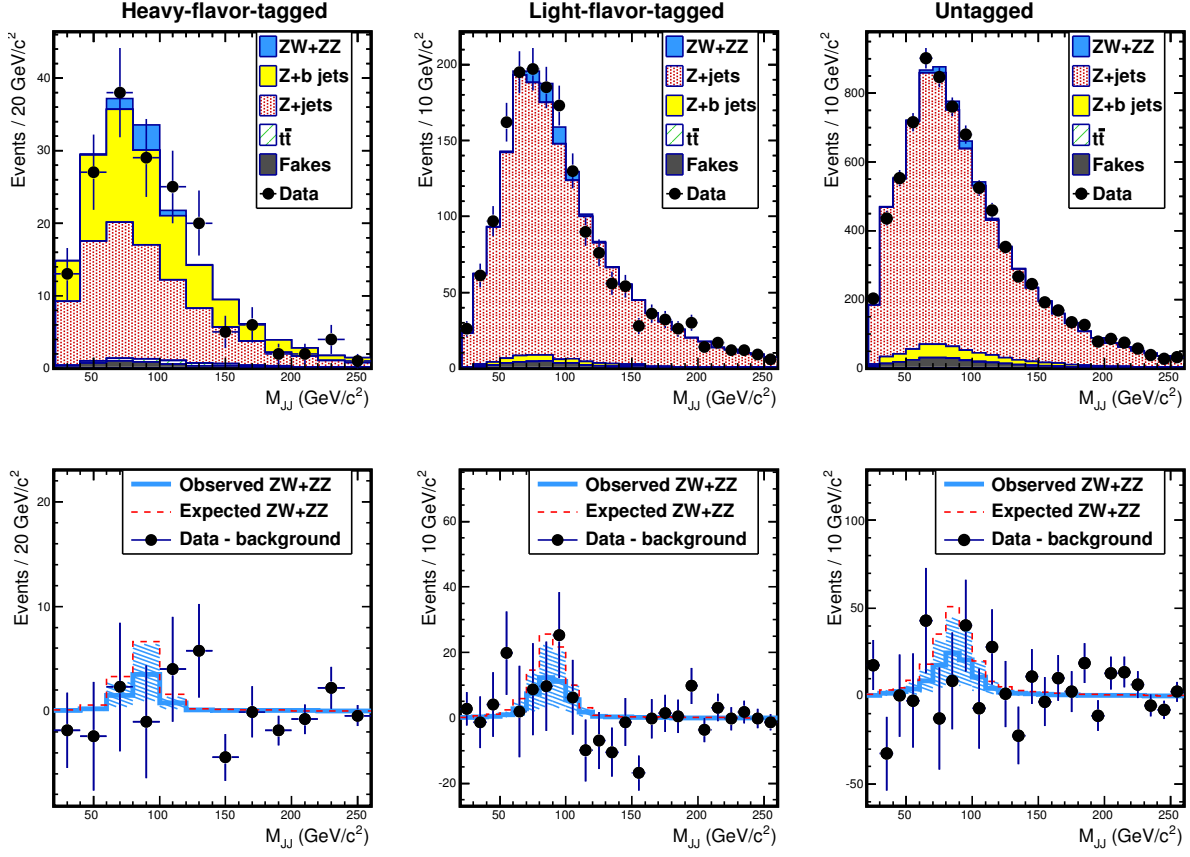 Heavy-flavor-tagged
Events / 20 GeV/c²
40
30
20
10
0
ZW+ZZ
Z+b jets
Z+jets
tt̄
Fakes
Data
50 100 150 200 250
M_JJ (GeV/c²)
Light-flavor-tagged
Events / 10 GeV/c²
200
150
100
50
0
ZW+ZZ
Z+jets
Z+b jets
tt̄
Fakes
Data
50 100 150 200 250
M_JJ (GeV/c²)
Untagged
Events / 10 GeV/c²
800
600
400
200
0
ZW+ZZ
Z+jets
Z+b jets
tt̄
Fakes
Data
50 100 150 200 250
M_JJ (GeV/c²)
Events / 20 GeV/c²
20
10
0
Observed ZW+ZZ
Expected ZW+ZZ
Data - background
50 100 150 200 250
M_JJ (GeV/c²)
Events / 10 GeV/c²
60
40
20
0
-20
Observed ZW+ZZ
Expected ZW+ZZ
Data - background
50 100 150 200 250
M_JJ (GeV/c²)
Events / 10 GeV/c²
100
50
0
-50
Observed ZW+ZZ
Expected ZW+ZZ
Data - background
50 100 150 200 250
M_JJ (GeV/c²)